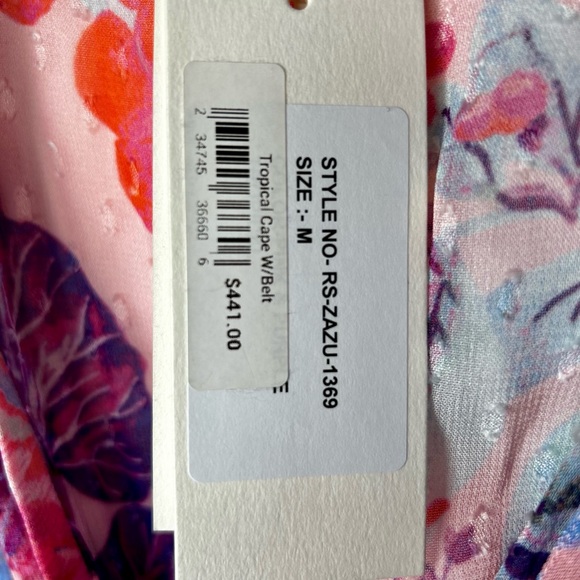 STYLE NO- RS-ZAZU-1369
SIZE :- M
Tropical Cape W/Belt
2 34745 36660 6
$441.00